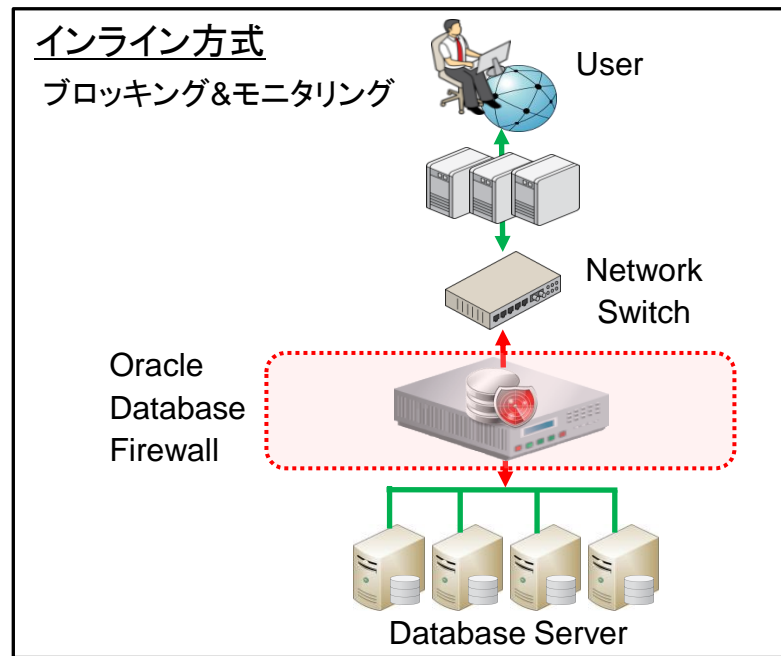 インライン方式
ブロッキング&モニタリング
User
Network
Switch
Oracle
Database
Firewall
Database Server